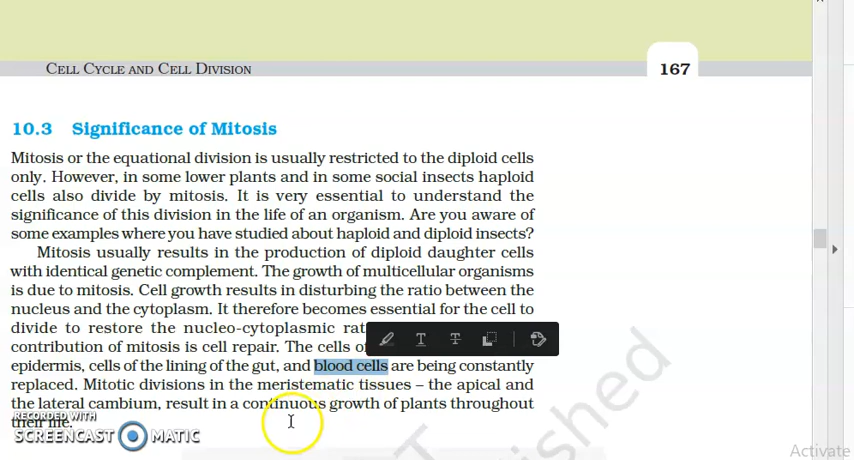 CELL CYCLE AND CELL DIVISION
167
10.3 Significance of Mitosis
Mitosis or the equational division is usually restricted to the diploid cells
only. However, in some lower plants and in some social insects haploid
cells also divide by mitosis. It is very essential to understand the
significance of this division in the life of an organism. Are you aware of
some examples where you have studied about haploid and diploid insects?
Mitosis usually results in the production of diploid daughter cells
with identical genetic complement. The growth of multicellular organisms
is due to mitosis. Cell growth results in disturbing the ratio between the
nucleus and the cytoplasm. It therefore becomes essential for the cell to
divide to restore the nucleo-cytoplasmic
contribution of mitosis is cell repair. The cells
epidermis, cells of the lining of the gut, and blood cells are being constantly
replaced. Mitotic divisions in the meristematic tissues – the apical and
the lateral cambium, result in a continuous growth of plants throughout
their life.
RECORDED WITH
SCREENCAST MATIC
Activate